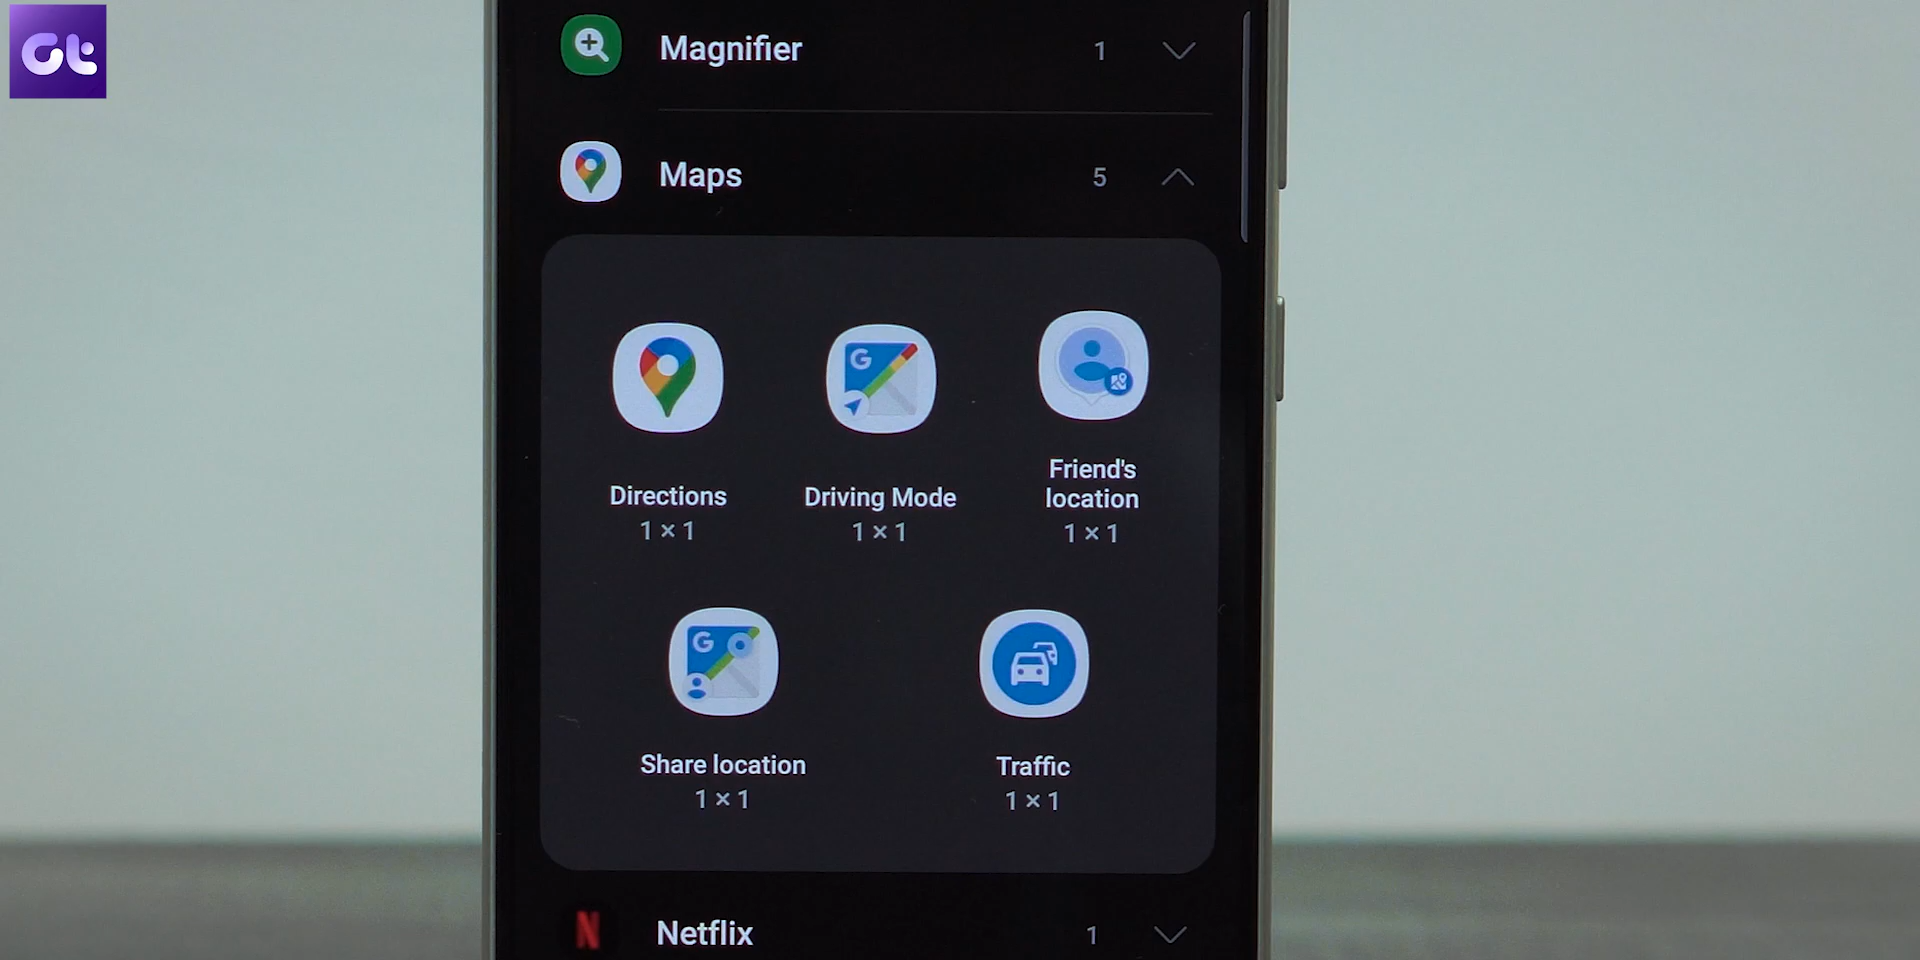 Gt
Magnifier 1
Maps 5
Directions
1 × 1
Driving Mode
1 × 1
Friend's
location
1 × 1
Share location
1 × 1
Traffic
1 × 1
N Netflix 1